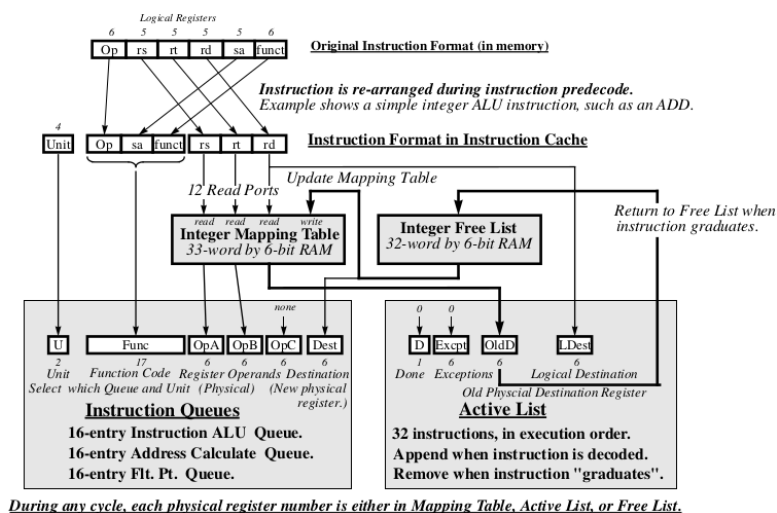 Logical Registers
6 5 5 5 5 6
Op rs rt rd sa funct
Original Instruction Format (in memory)
Instruction is re-arranged during instruction predecode.
Example shows a simple integer ALU instruction, such as an ADD.
4
Unit Op sa funct rs rt rd
Instruction Format in Instruction Cache
12 Read Ports
Update Mapping Table
read read read write
Integer Mapping Table
33-word by 6-bit RAM
Integer Free List
32-word by 6-bit RAM
Return to Free List when
instruction graduates.
none
0 0
U Func OpA OpB OpC Dest
D Excpt OldD LDest
2 17 6 6 6 6
1 6 6 6
Unit Function Code Register Operands Destination
Select which Queue and Unit (Physical) (New physical
register.)
Done Exceptions Logical Destination
Old Physcial Destination Register
Instruction Queues
16-entry Instruction ALU Queue.
16-entry Address Calculate Queue.
16-entry Flt. Pt. Queue.
Active List
32 instructions, in execution order.
Append when instruction is decoded.
Remove when instruction "graduates".
During any cycle, each physical register number is either in Mapping Table, Active List, or Free List.